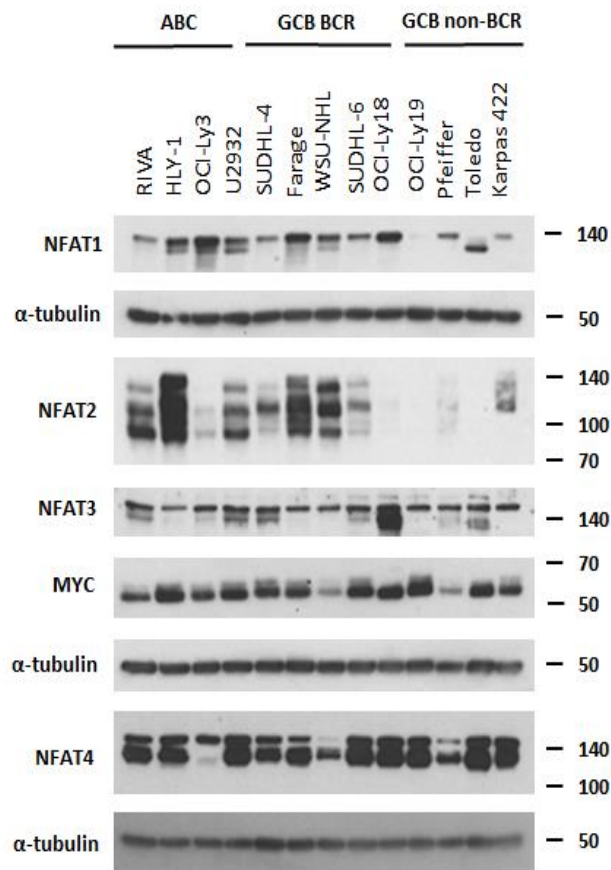 ABC GCB BCR GCB non-BCR
RIVA HLY-1 OCI-Ly3 U2932 SUDHL-4 Farage WSU-NHL SUDHL-6 OCI-Ly18 OCI-Ly19 Pfeiffer Toledo Karpas 422
NFAT1 140
α-tubulin 50
NFAT2 140
100
70
NFAT3 140
MYC 70
50
α-tubulin 50
NFAT4 140
100
α-tubulin 50